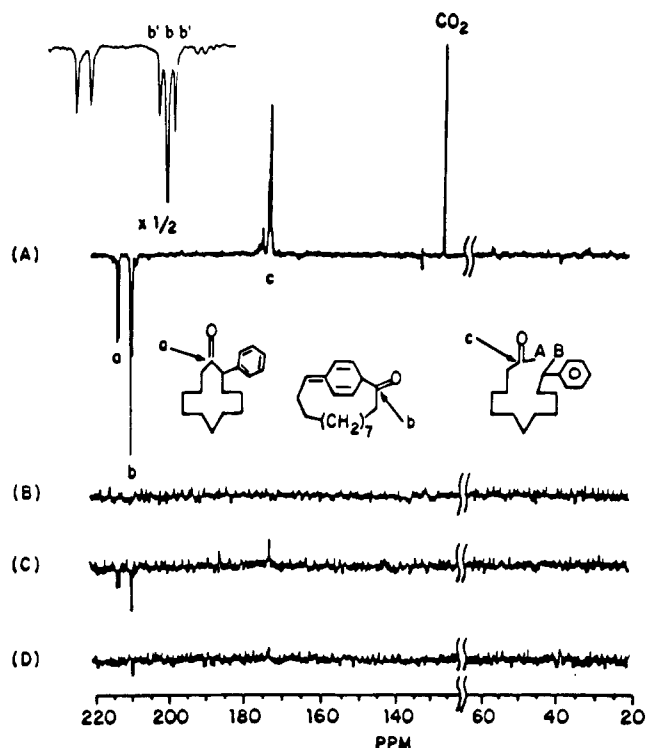 b' b b'
CO₂
x 1/2
(A)
a
c
b
a
O
O
b
(CH₂)₇
c
O
A
B
(B)
(C)
(D)
220 200 180 160 140 60 40 20
PPM